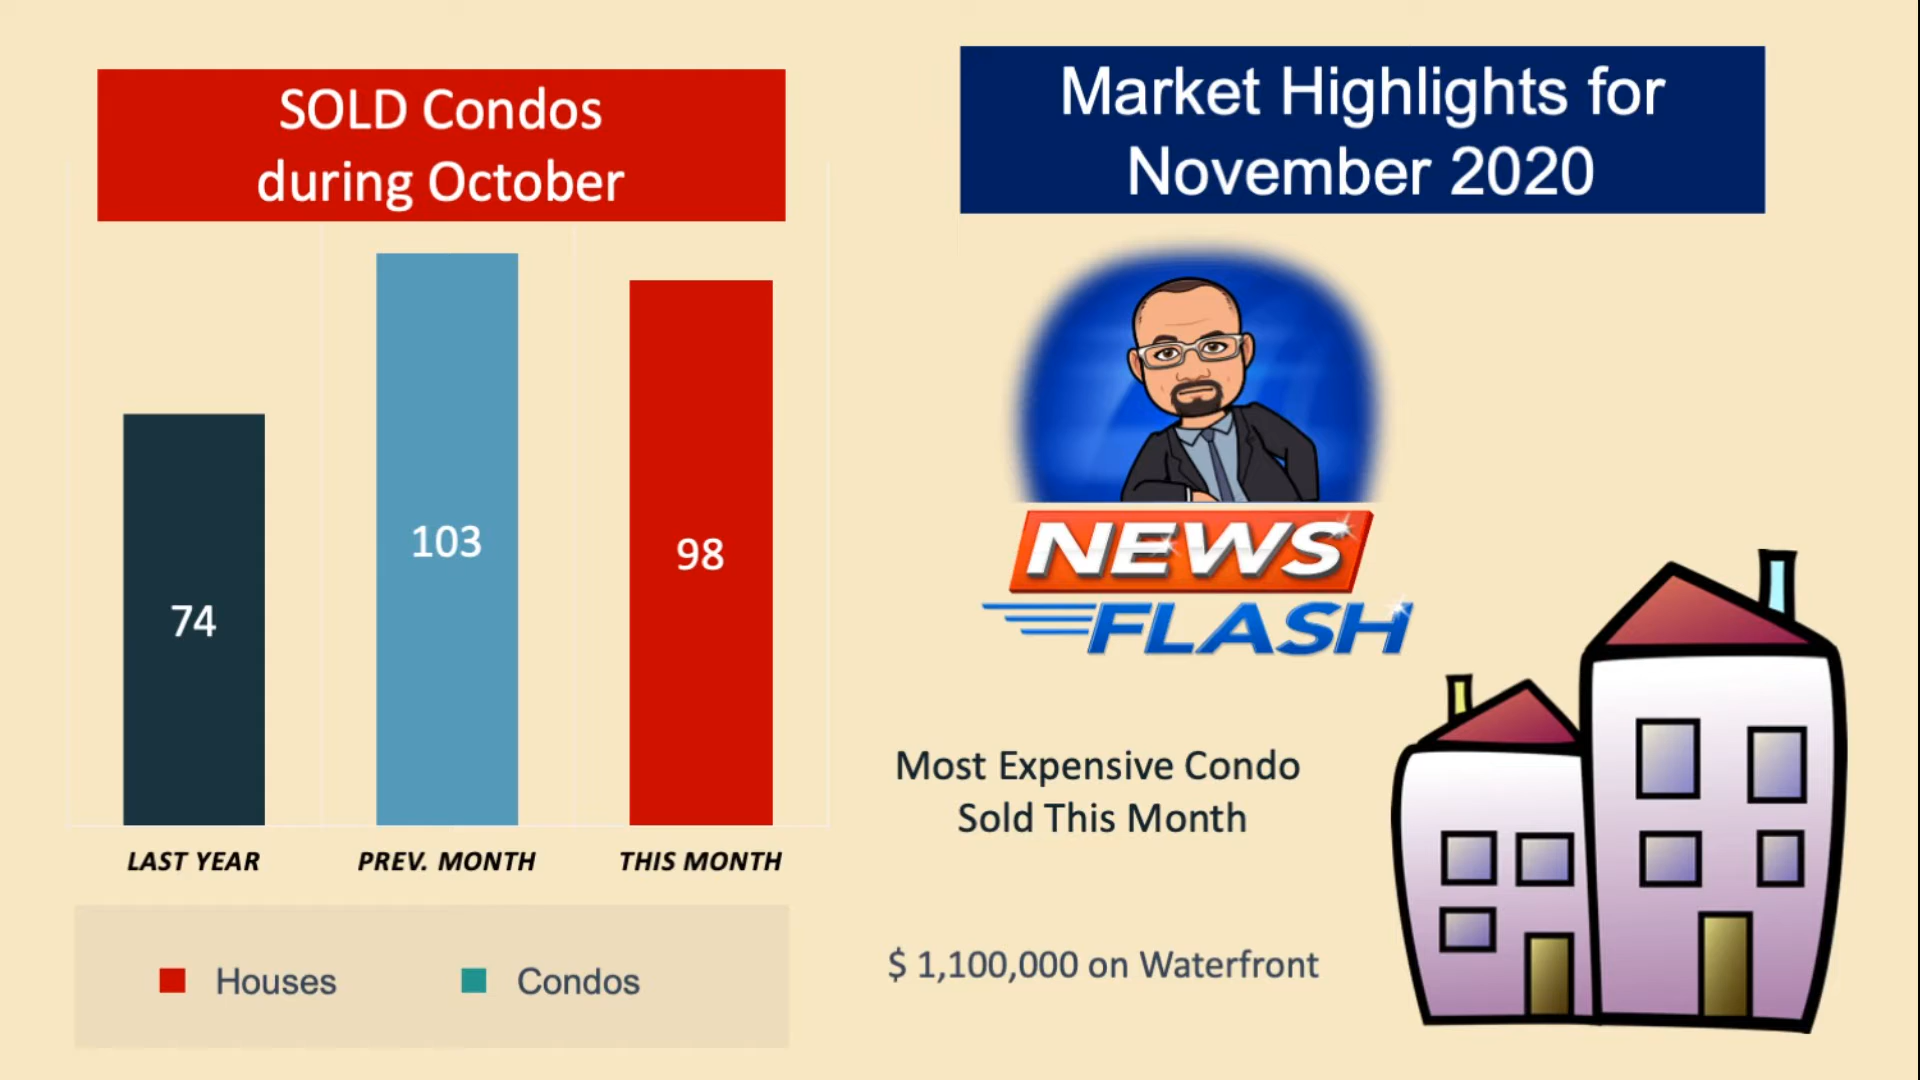 SOLD Condos
during October
74
103
98
LAST YEAR
PREV. MONTH
THIS MONTH
Houses
Condos
Market Highlights for
November 2020
NEWS
FLASH
Most Expensive Condo
Sold This Month
$ 1,100,000 on Waterfront